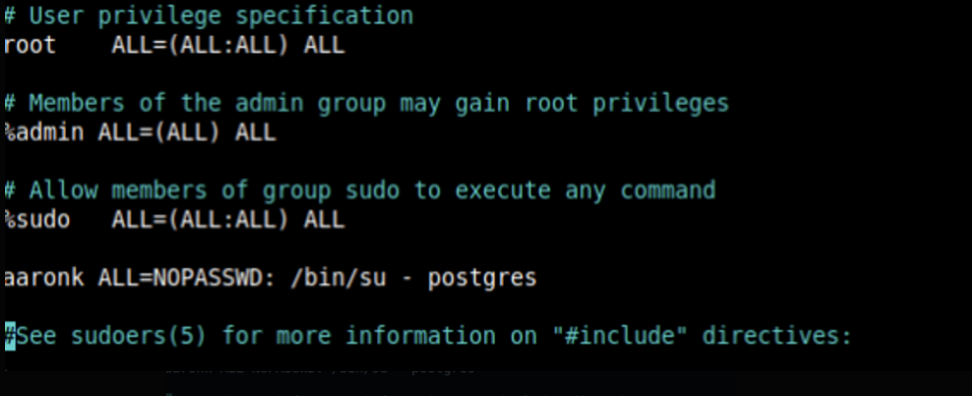 # User privilege specification
root    ALL=(ALL:ALL) ALL
# Members of the admin group may gain root privileges
%admin ALL=(ALL) ALL
# Allow members of group sudo to execute any command
%sudo   ALL=(ALL:ALL) ALL
aaronk ALL=NOPASSWD: /bin/su - postgres
#See sudoers(5) for more information on "#include" directives: